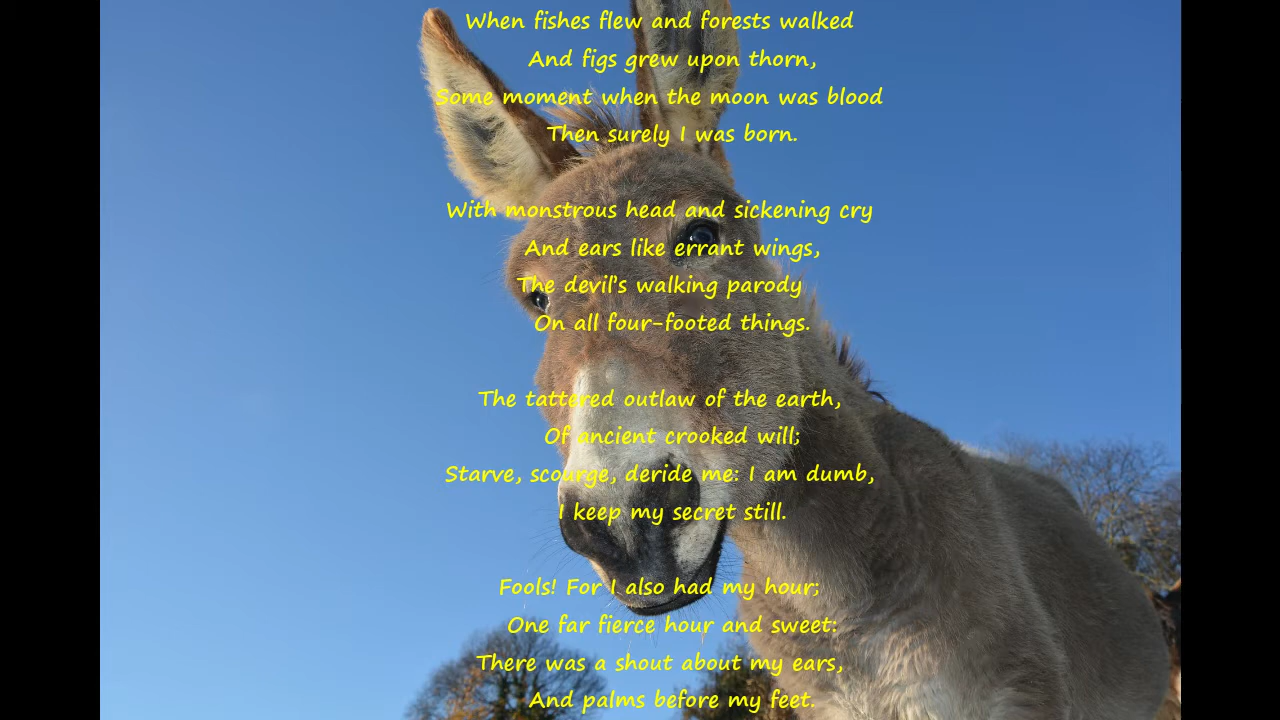 When fishes flew and forests walked
And figs grew upon thorn,
Some moment when the moon was blood
Then surely I was born.
With monstrous head and sickening cry
And ears like errant wings,
The devil's walking parody
On all four-footed things.
The tattered outlaw of the earth,
Of ancient crooked will;
Starve, scourge, deride me: I am dumb,
I keep my secret still.
Fools! For I also had my hour;
One far fierce hour and sweet:
There was a shout about my ears,
And palms before my feet.